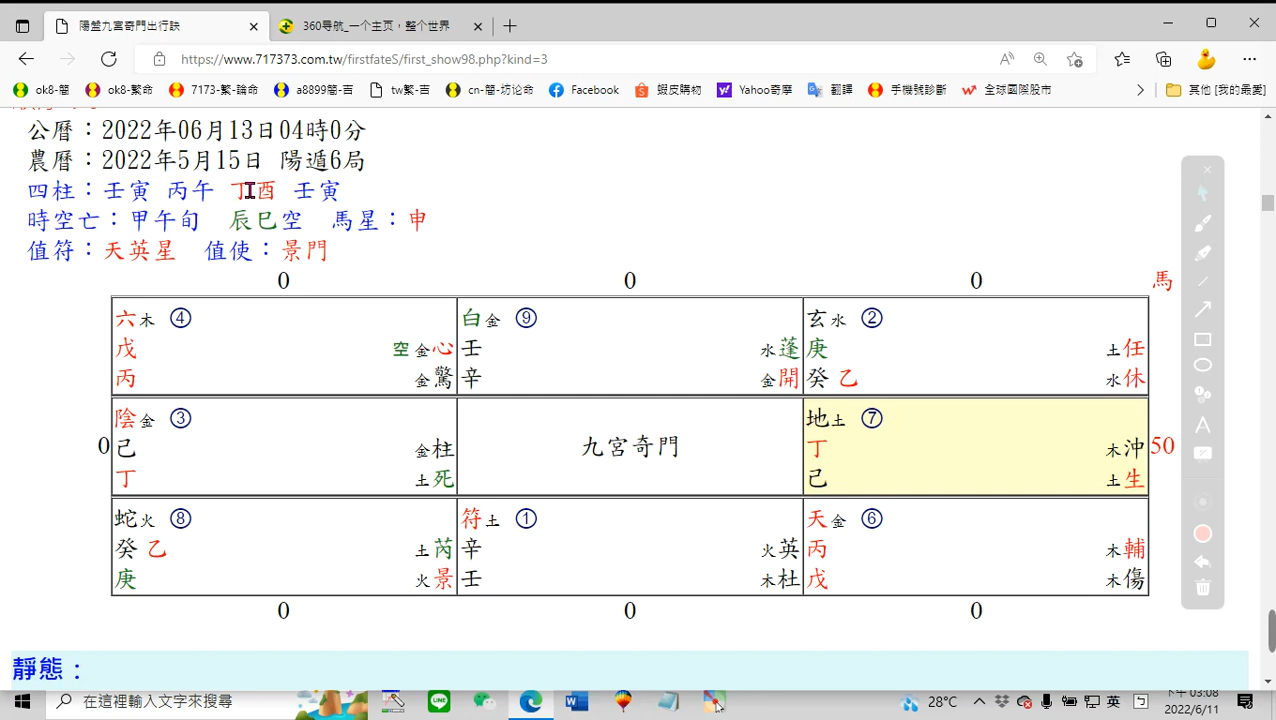 陽盤九宮奇門出行訣
360导航_一个主页，整个世界
https://www.717373.com.tw/firstfateS/first_show98.php?kind=3
ok8-簡 ok8-繁命 7173-繁-論命 a8899簡-吉 tw繁-吉 cn-簡-坊论命 Facebook 蝦皮購物 Yahoo奇摩 翻譯 手機號診斷 全球國際股市 其他 [我的最愛]
公曆：2022年06月13日04時0分
農曆：2022年5月15日 陽遁6局
四柱：壬寅 丙午 丁酉 壬寅
時空亡：甲午旬 辰巳空 馬星：申
值符：天英星 值使：景門
0 0 0 馬
六木 ④ 白金 ⑨ 玄水 ②
戊 空 金心 壬 水蓬 庚 土任
丙 金驚 辛 金開 癸 乙 水休
陰金 ③ 地土 ⑦
0 己 金柱 九宮奇門 丁 木沖 50
丁 土死 己 土生
蛇火 ⑧ 符土 ① 天金 ⑥
癸 乙 土芮 辛 火英 丙 木輔
庚 火景 壬 木杜 戊 木傷
0 0 0
靜態：
在這裡輸入文字來搜尋
28°C 英 下午 03:08
2022/6/11